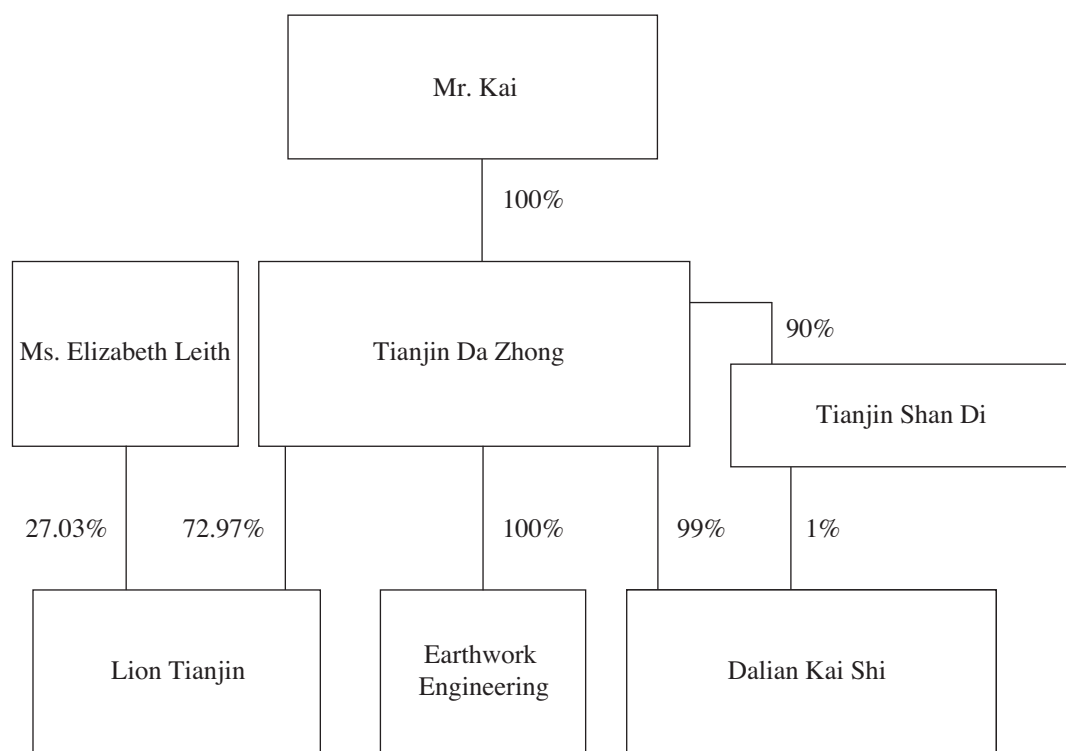 Mr. Kai
100%
Ms. Elizabeth Leith
Tianjin Da Zhong
90%
Tianjin Shan Di
27.03%
72.97%
100%
99%
1%
Lion Tianjin
Earthwork
Engineering
Dalian Kai Shi